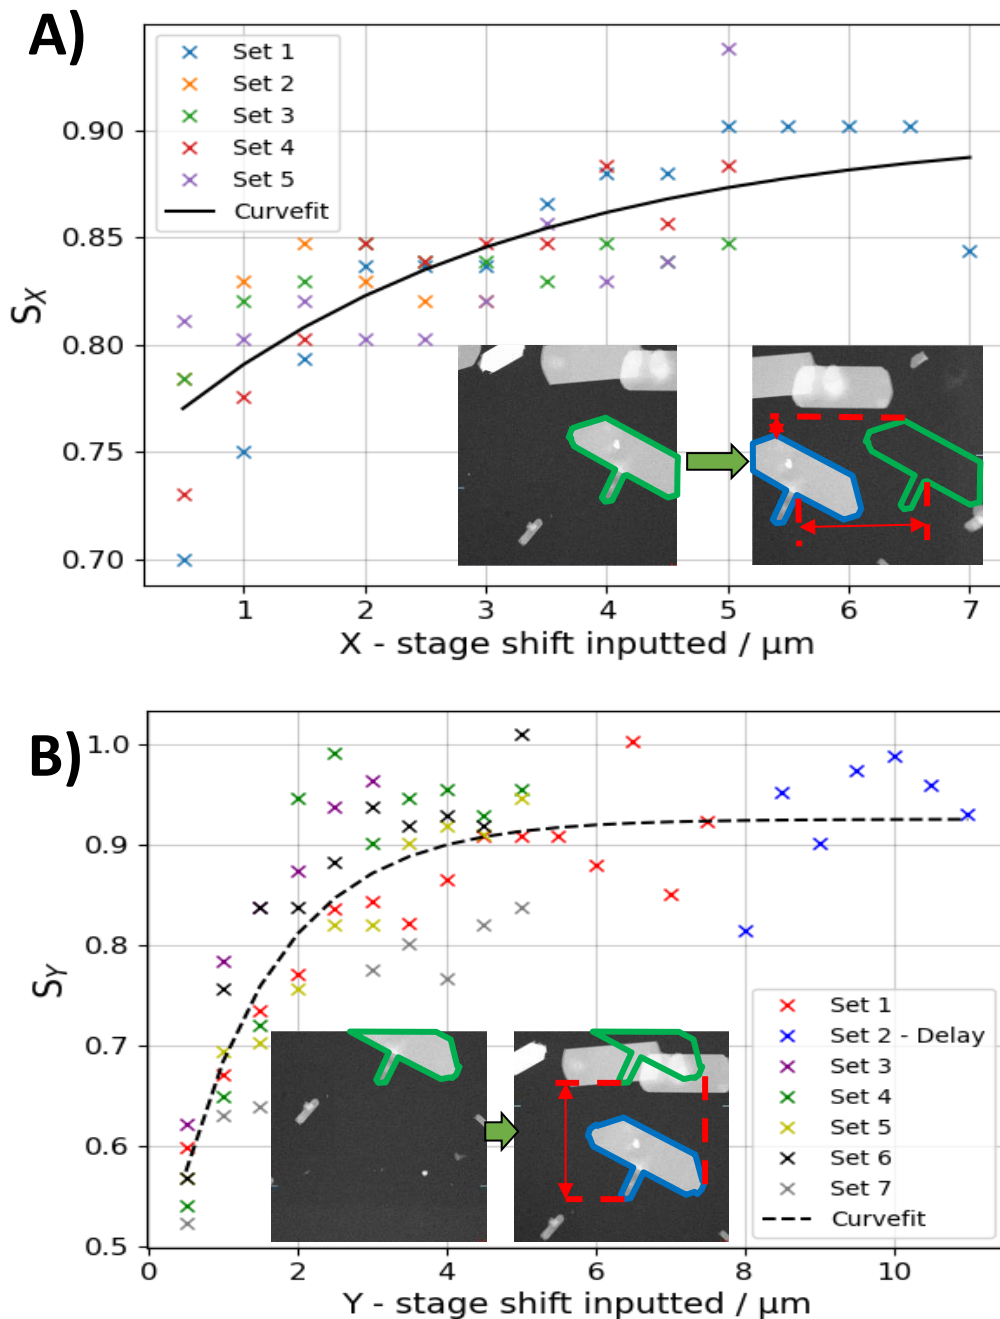 A)
Set 1
Set 2
Set 3
Set 4
Set 5
Curvefit
0.90
0.85
0.80
0.75
0.70
S_X
1 2 3 4 5 6 7
X - stage shift inputted / μm
B)
1.0
0.9
0.8
0.7
0.6
0.5
S_Y
Set 1
Set 2 - Delay
Set 3
Set 4
Set 5
Set 6
Set 7
Curvefit
0 2 4 6 8 10
Y - stage shift inputted / μm